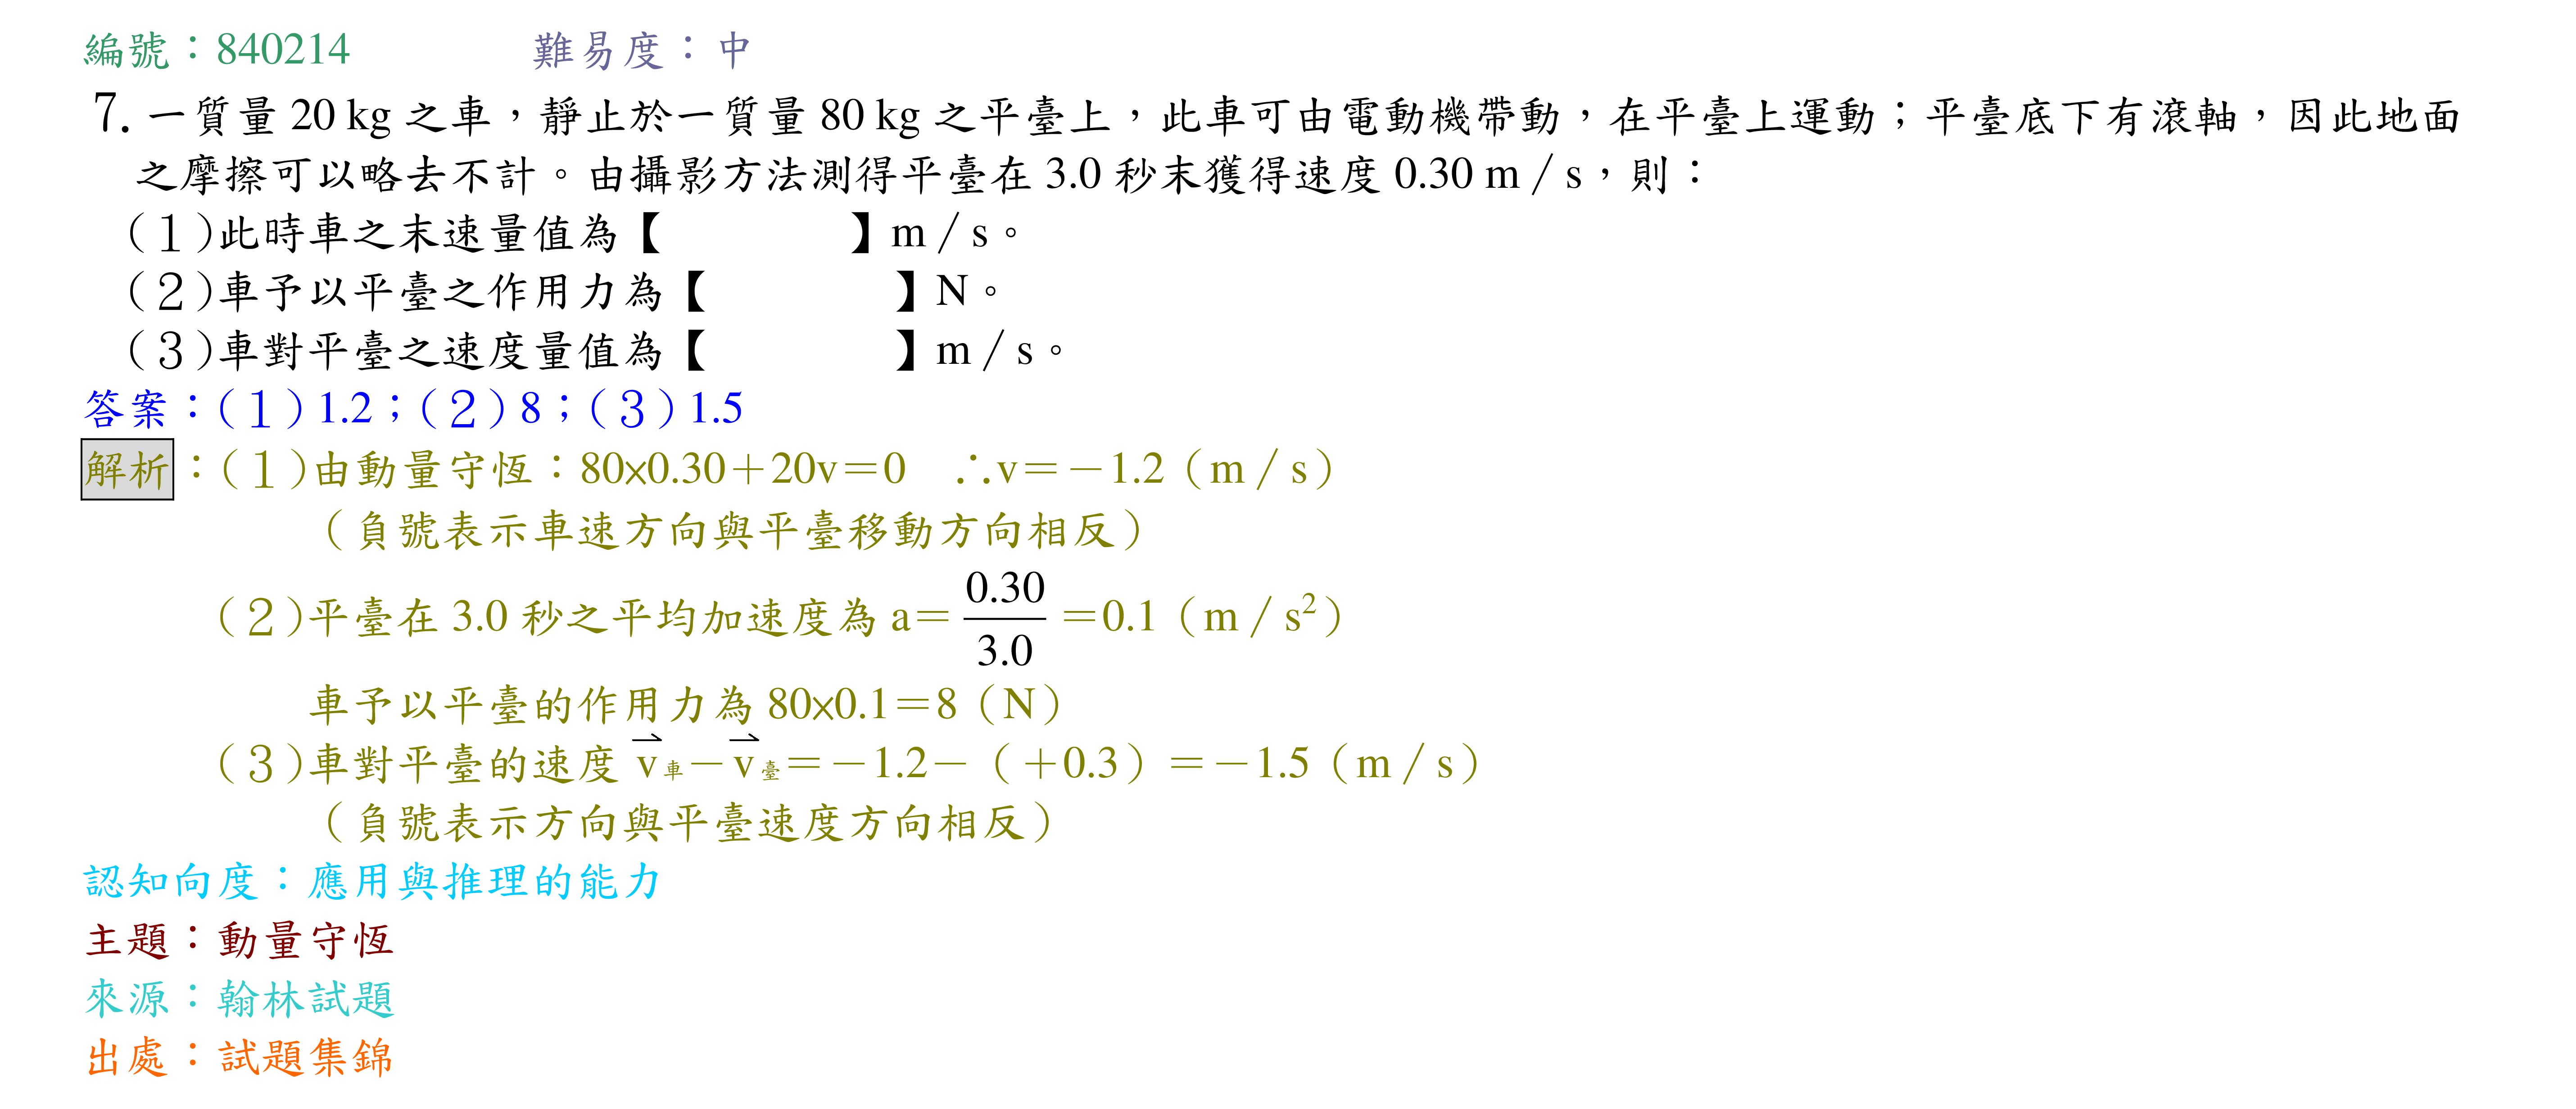 編號：840214　　難易度：中
7. 一質量 20 kg 之車，靜止於一質量 80 kg 之平臺上，此車可由電動機帶動，在平臺上運動；平臺底下有滾軸，因此地面
之摩擦可以略去不計。由攝影方法測得平臺在 3.0 秒末獲得速度 0.30 m／s，則：
（1）此時車之末速量值為【　　　　】m／s。
（2）車予以平臺之作用力為【　　　　】N。
（3）車對平臺之速度量值為【　　　　】m／s。
答案：（1）1.2；（2）8；（3）1.5
解析：（1）由動量守恆：80×0.30＋20v＝0　∴v＝－1.2（m／s）
（負號表示車速方向與平臺移動方向相反）
（2）平臺在 3.0 秒之平均加速度為 a＝0.30/3.0＝0.1（m／s²）
車予以平臺的作用力為 80×0.1＝8（N）
（3）車對平臺的速度 v⃑車－v⃑臺＝－1.2－（＋0.3）＝－1.5（m／s）
（負號表示方向與平臺速度方向相反）
認知向度：應用與推理的能力
主題：動量守恆
來源：翰林試題
出處：試題集錦